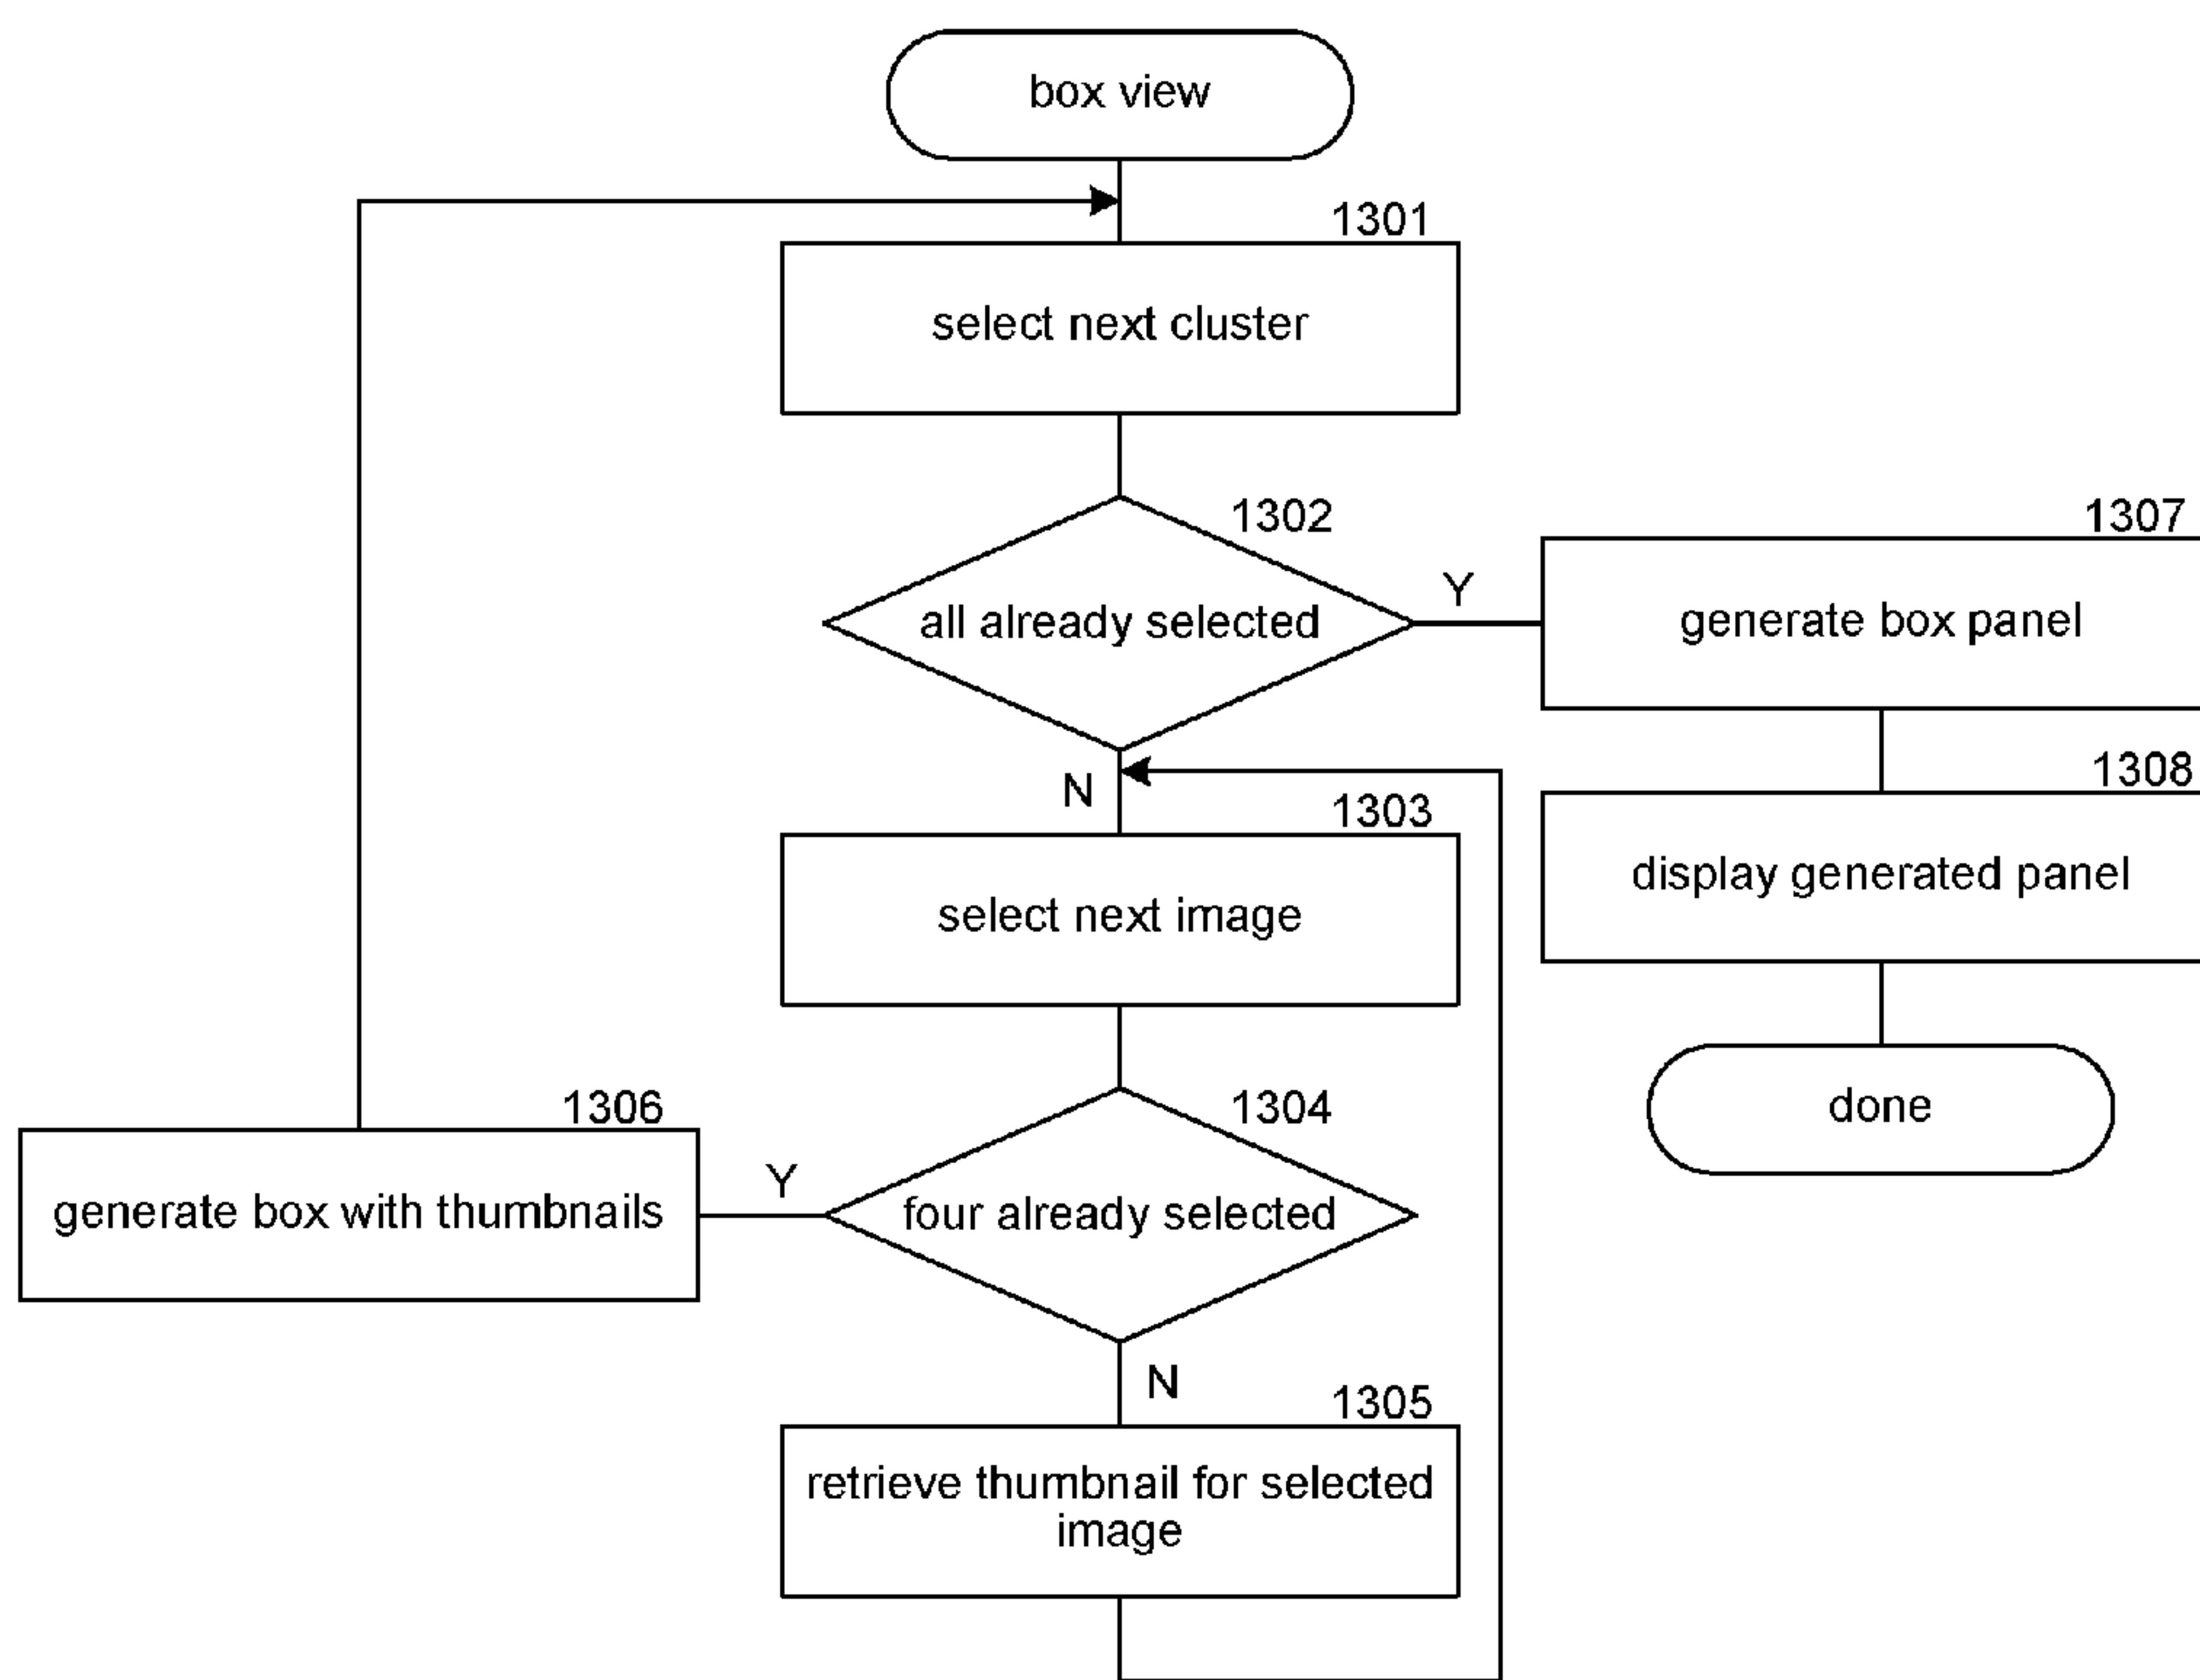 box view
1301
select next cluster
1302
all already selected
Y
1307
generate box panel
N
1303
select next image
1308
display generated panel
1304
four already selected
Y
1306
generate box with thumbnails
done
N
1305
retrieve thumbnail for selected
image